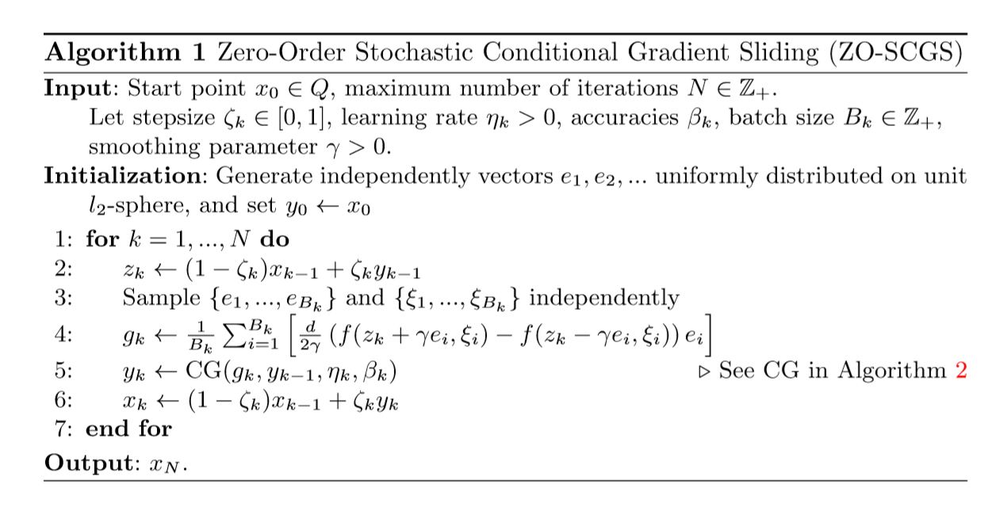 Algorithm 1 Zero-Order Stochastic Conditional Gradient Sliding (ZO-SCGS)
Input: Start point $x_0 \in Q$, maximum number of iterations $N \in \mathbb{Z}_+$.
Let stepsize $\zeta_k \in [0, 1]$, learning rate $\eta_k > 0$, accuracies $\beta_k$, batch size $B_k \in \mathbb{Z}_+$,
smoothing parameter $\gamma > 0$.
Initialization: Generate independently vectors $e_1, e_2, ...$ uniformly distributed on unit
$l_2$-sphere, and set $y_0 \leftarrow x_0$
1: for $k = 1, ..., N$ do
2: $z_k \leftarrow (1 - \zeta_k)x_{k-1} + \zeta_k y_{k-1}$
3: Sample $\{e_1, ..., e_{B_k}\}$ and $\{\xi_1, ..., \xi_{B_k}\}$ independently
4: $g_k \leftarrow \frac{1}{B_k} \sum_{i=1}^{B_k} \left[ \frac{d}{2\gamma} \left( f(z_k + \gamma e_i, \xi_i) - f(z_k - \gamma e_i, \xi_i) \right) e_i \right]$
5: $y_k \leftarrow \mathrm{CG}(g_k, y_{k-1}, \eta_k, \beta_k)$ ▷ See CG in Algorithm 2
6: $x_k \leftarrow (1 - \zeta_k)x_{k-1} + \zeta_k y_k$
7: end for
Output: $x_N$.